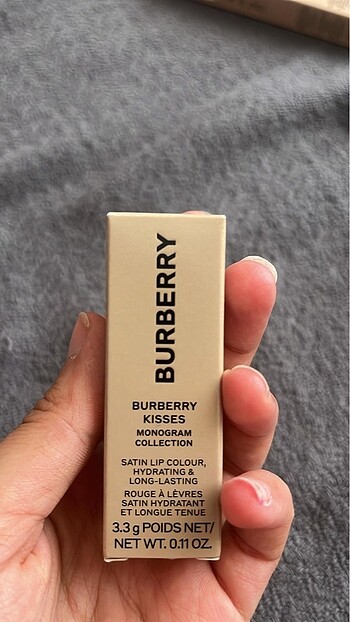 BURBERRY
BURBERRY
KISSES
MONOGRAM
COLLECTION
SATIN LIP COLOUR,
HYDRATING &
LONG-LASTING
ROUGE À LÈVRES
SATIN HYDRATANT
ET LONGUE TENUE
3.3 g POIDS NET/
NET WT. 0.11 OZ.